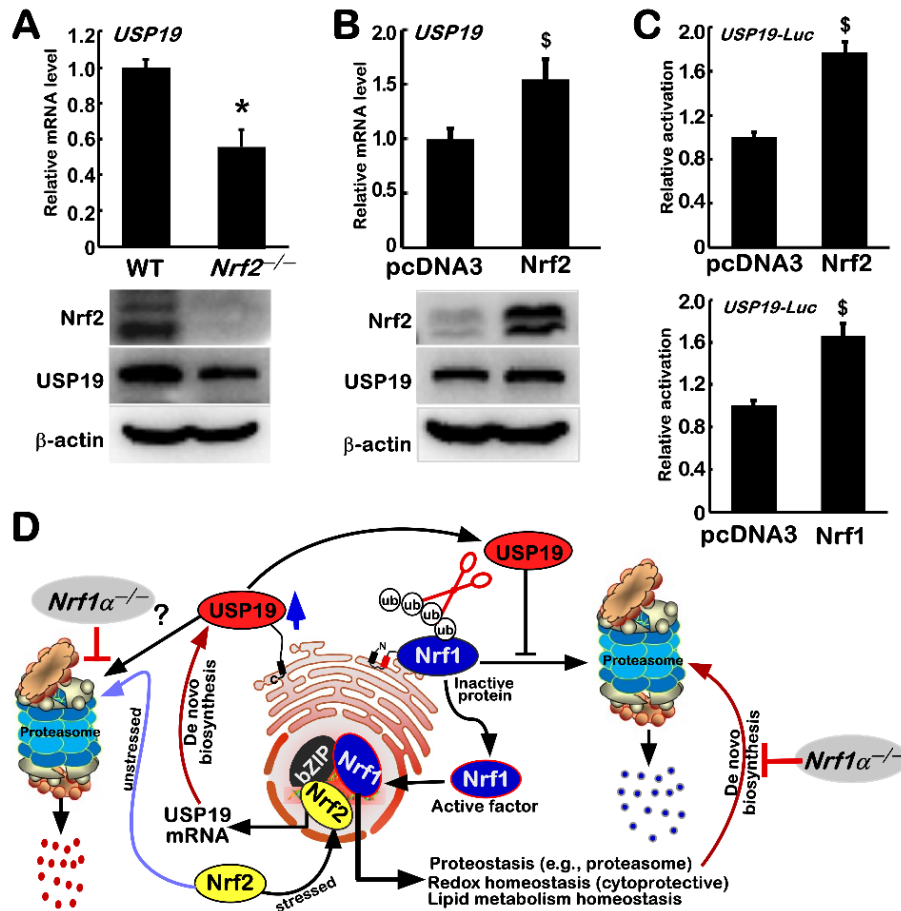 A
USP19
Relative mRNA level
1.2
1.0
0.8
0.6
0.4
0.2
0
*
WT
Nrf2−/−
Nrf2
USP19
β-actin
B
USP19
Relative mRNA level
2.0
1.5
1.0
0.5
0
$
pcDNA3
Nrf2
Nrf2
USP19
β-actin
C
USP19-Luc
Relative activation
2.0
1.6
1.2
0.8
0.4
0
$
pcDNA3
Nrf2
USP19-Luc
Relative activation
2.0
1.6
1.2
0.8
0.4
0
$
pcDNA3
Nrf1
D
Nrf1α−/−
?
USP19
USP19
ub
ub
ub
ub
N
C
Nrf1
Inactive
protein
Proteasome
Proteasome
unstressed
De novo
biosynthesis
bZIP
Nrf1
Nrf2
Nrf1
Active factor
De novo
biosynthesis
Nrf1α−/−
USP19
mRNA
Nrf2
stressed
Proteostasis (e.g., proteasome)
Redox homeostasis (cytoprotective)
Lipid metabolism homeostasis